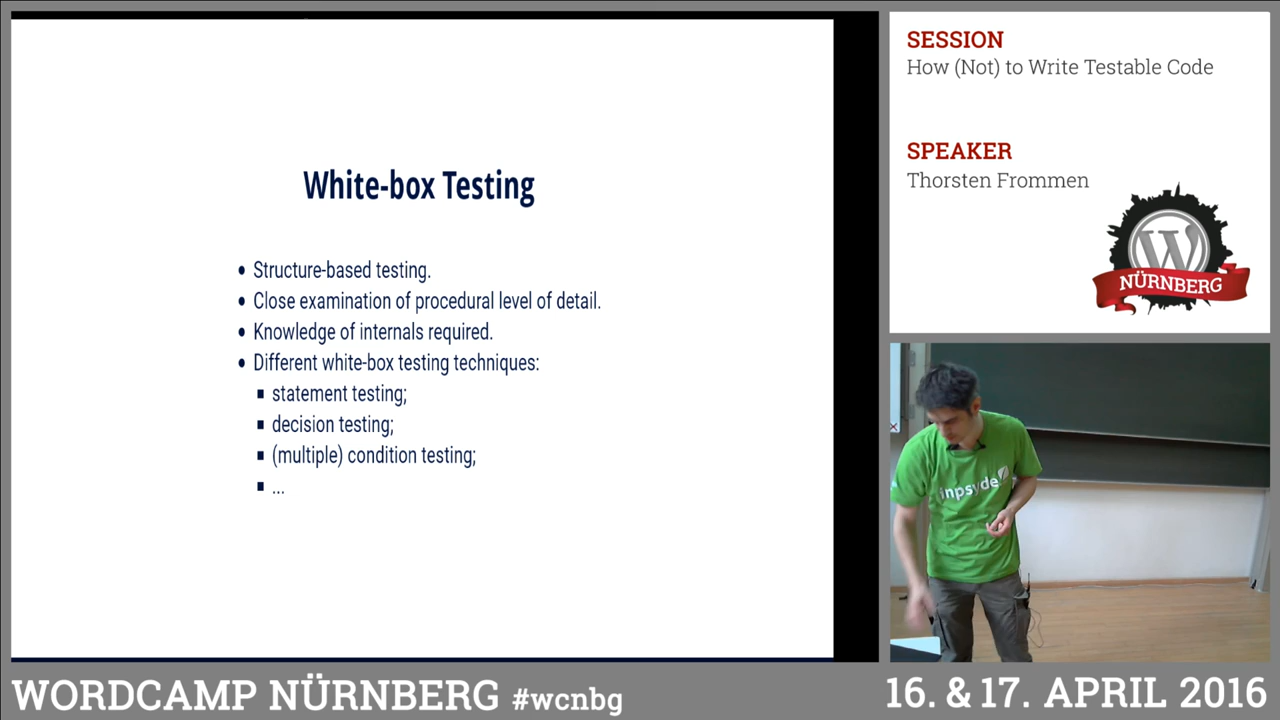 White-box Testing
• Structure-based testing.
• Close examination of procedural level of detail.
• Knowledge of internals required.
• Different white-box testing techniques:
▪ statement testing;
▪ decision testing;
▪ (multiple) condition testing;
▪ ...
SESSION
How (Not) to Write Testable Code
SPEAKER
Thorsten Frommen
W
NÜRNBERG
inpsyde
WORDCAMP NÜRNBERG #wcnbg
16. & 17. APRIL 2016